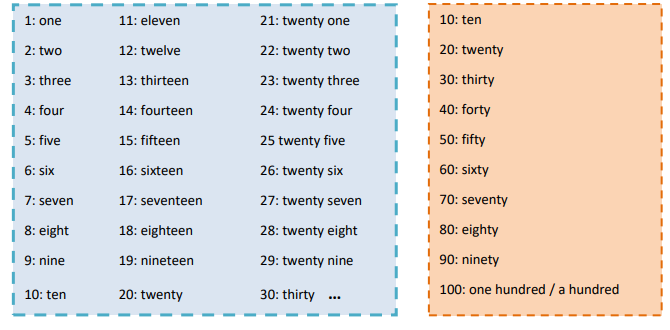 1: one
2: two
3: three
4: four
5: five
6: six
7: seven
8: eight
9: nine
10: ten
11: eleven
12: twelve
13: thirteen
14: fourteen
15: fifteen
16: sixteen
17: seventeen
18: eighteen
19: nineteen
20: twenty
21: twenty one
22: twenty two
23: twenty three
24: twenty four
25 twenty five
26: twenty six
27: twenty seven
28: twenty eight
29: twenty nine
30: thirty ...
10: ten
20: twenty
30: thirty
40: forty
50: fifty
60: sixty
70: seventy
80: eighty
90: ninety
100: one hundred / a hundred